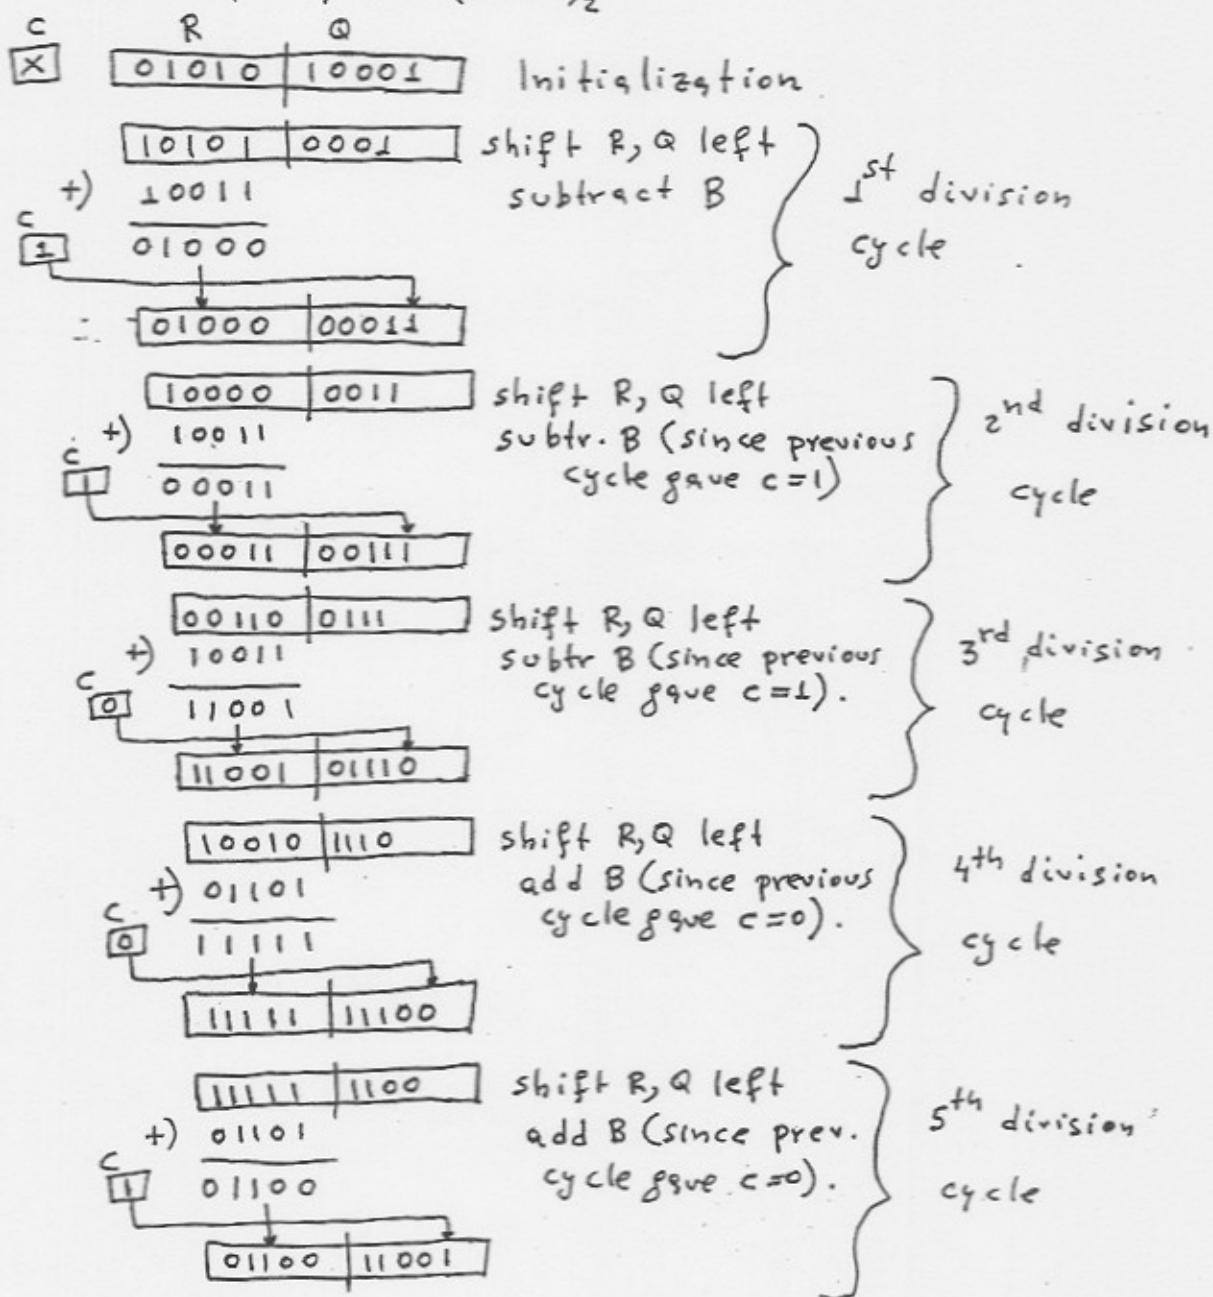 2
C R Q
X 01010 10001 Initialization
10101 0001 shift R, Q left
+) 10011 subtract B
1st division
cycle
C
1 01000
01000 00011
10000 0011 shift R, Q left
+) 10011 subtr. B (since previous
cycle gave c=1)
2nd division
cycle
C
1 00011
00011 00111
00110 0111 shift R, Q left
+) 10011 subtr B (since previous
cycle gave c=1).
3rd division
cycle
C
0 11001
11001 01110
10010 1110 shift R,Q left
+) 01101 add B (since previous
cycle gave c=0).
4th division
cycle
C
0 11111
11111 11100
11111 1100 shift R, Q left
+) 01101 add B (since prev.
cycle gave c=0).
5th division
cycle
C
1 01100
01100 11001